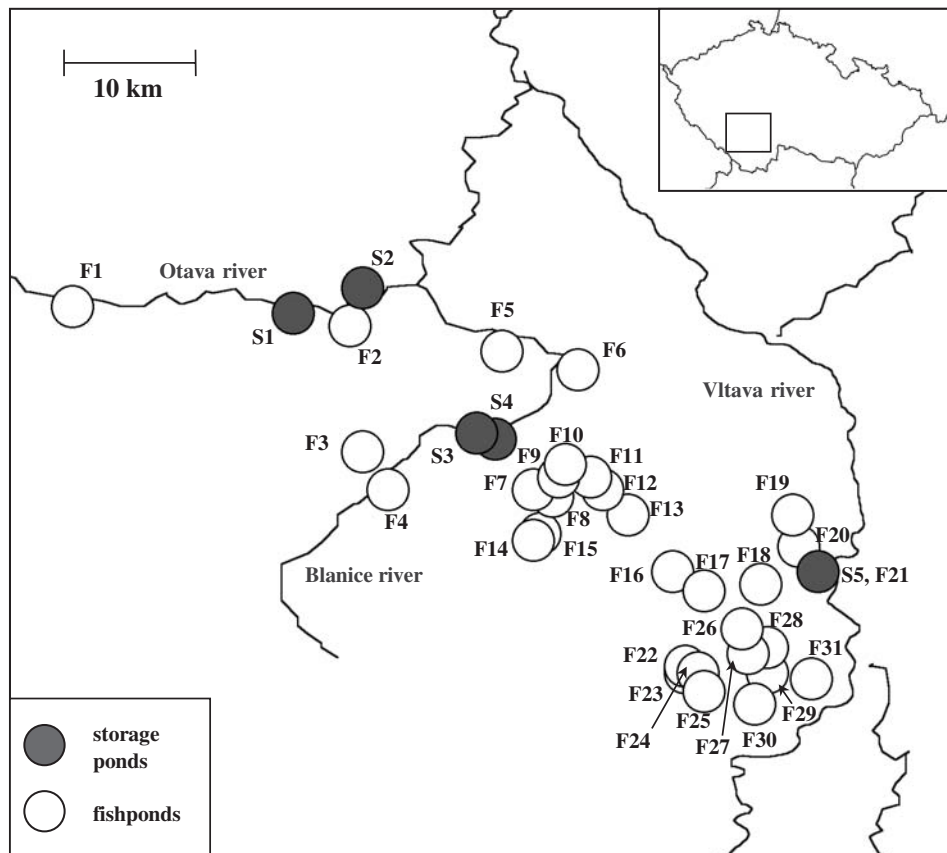 10 km
F1
Otava river
S2
S1
F2
F5
F6
Vltava river
S4
S3
F3
F4
F10
F9
F11
F7
F12
F8
F13
F14
F15
F19
F20
Blanice river
F16
F17
F18
S5, F21
F26
F28
F22
F31
F23
F25
F29
F24
F27
F30
storage
ponds
fishponds